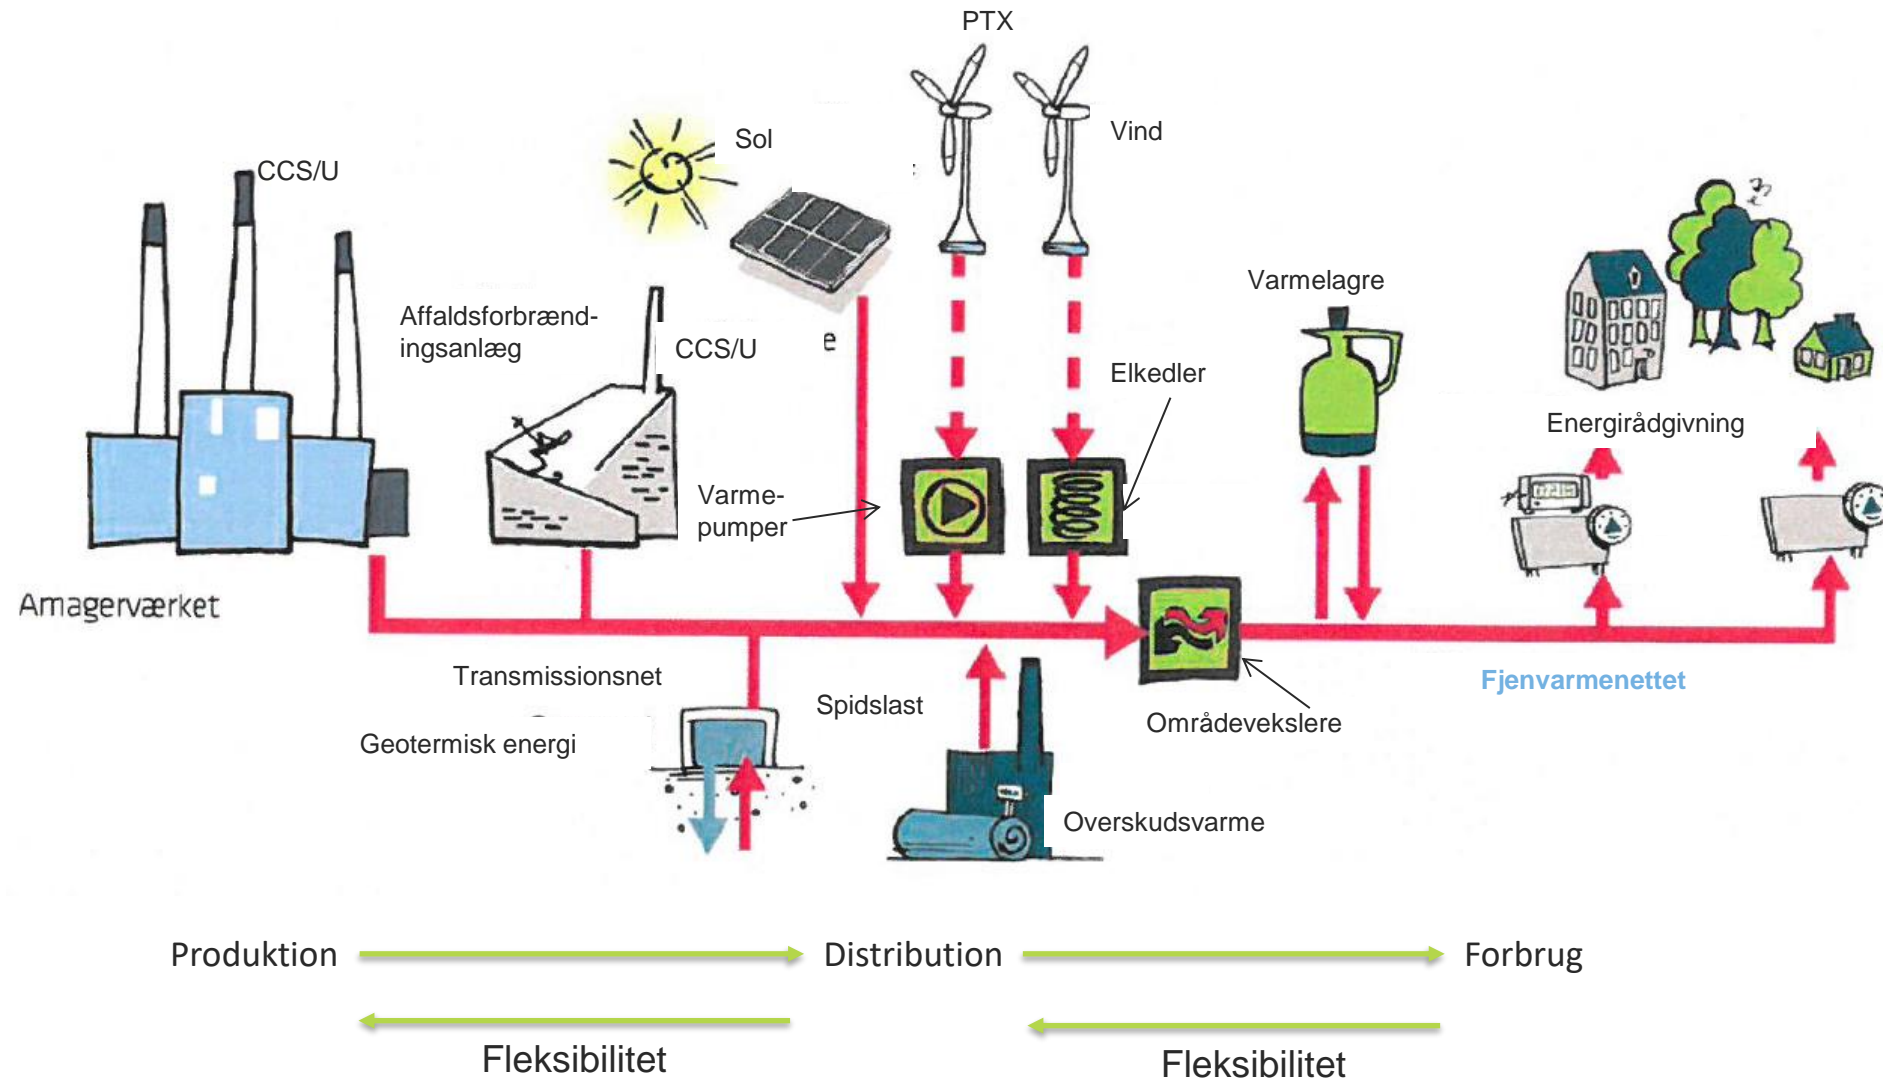 PTX
Sol
Vind
CCS/U
Varmelagre
Affaldsforbrænd-
ingsanlæg
CCS/U
e
Elkedler
Energirådgivning
Varme-
pumper
Amagerværket
Transmissionsnet
Fjenvarmenettet
Spidslast
Områdevekslere
Geotermisk energi
Overskudsvarme
Produktion
Distribution
Forbrug
Fleksibilitet
Fleksibilitet